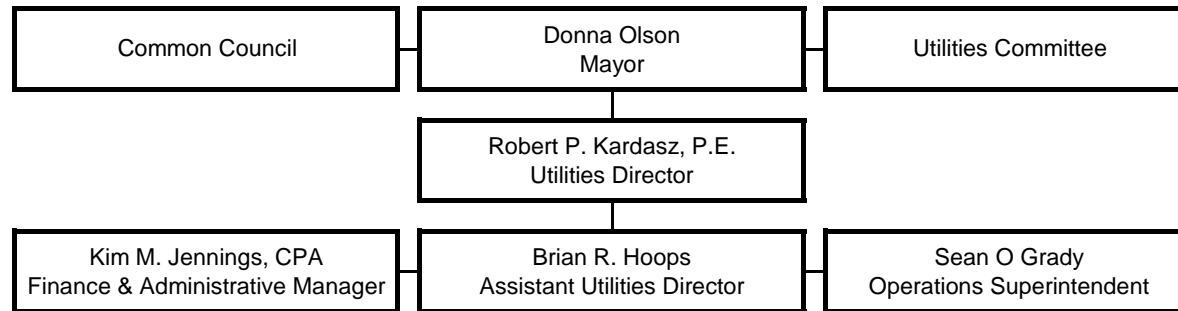 Common Council
Donna Olson
Mayor
Utilities Committee
Robert P. Kardasz, P.E.
Utilities Director
Kim M. Jennings, CPA
Finance & Administrative Manager
Brian R. Hoops
Assistant Utilities Director
Sean O Grady
Operations Superintendent